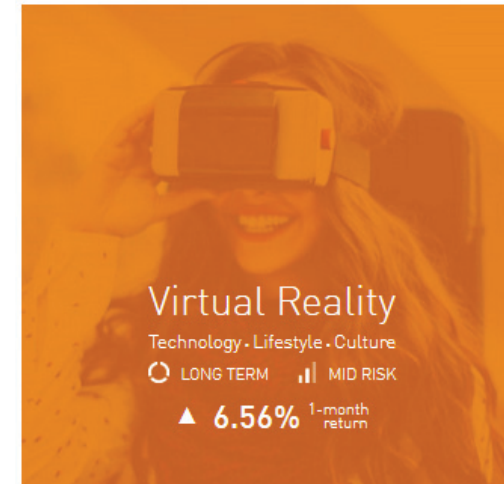 Virtual Reality
Technology . Lifestyle . Culture
LONG TERM MID RISK
▲ 6.56% 1-month return